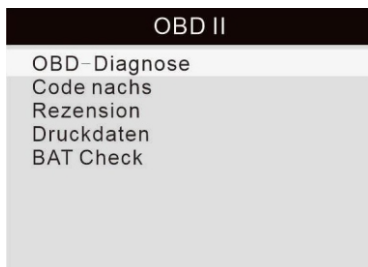 OBD II
OBD-Diagnose
Code nachs
Rezension
Druckdaten
BAT Check